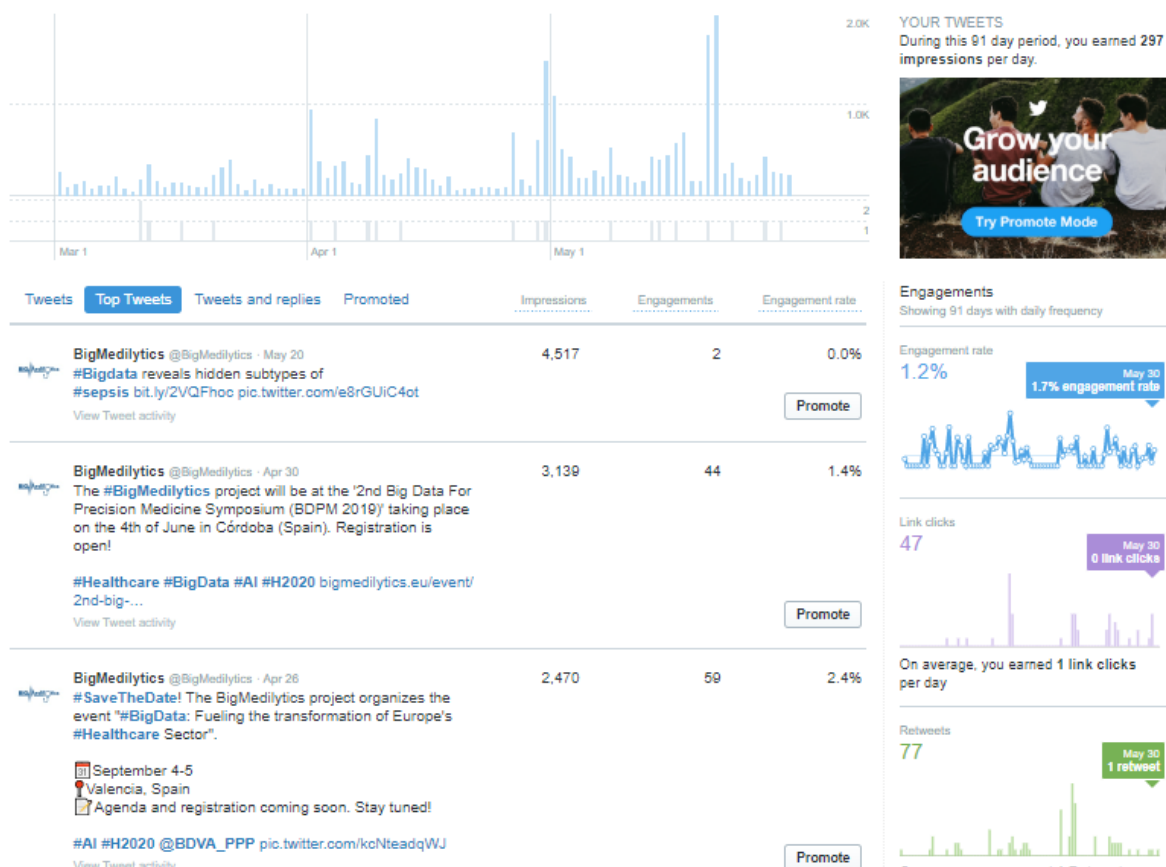 2.0K
1.0K
2
1
Mar 1
Apr 1
May 1
YOUR TWEETS
During this 91 day period, you earned 297
impressions per day.
Grow your
audience
Try Promote Mode
Tweets
Top Tweets
Tweets and replies
Promoted
Impressions
Engagements
Engagement rate
BigMedilytics @BigMedilytics · May 20
#Bigdata reveals hidden subtypes of
#sepsis bit.ly/2VQFhoc pic.twitter.com/e8rGUiC4ot
View Tweet activity
4,517
2
0.0%
Promote
BigMedilytics @BigMedilytics · Apr 30
The #BigMedilytics project will be at the '2nd Big Data For
Precision Medicine Symposium (BDPM 2019)' taking place
on the 4th of June in Córdoba (Spain). Registration is
open!
#Healthcare #BigData #AI #H2020 bigmedilytics.eu/event/
2nd-big-...
View Tweet activity
3,139
44
1.4%
Promote
BigMedilytics @BigMedilytics · Apr 26
#SaveTheDate! The BigMedilytics project organizes the
event "#BigData: Fueling the transformation of Europe's
#Healthcare Sector".
September 4-5
Valencia, Spain
Agenda and registration coming soon. Stay tuned!
#AI #H2020 @BDVA_PPP pic.twitter.com/kcNteadqWJ
View Tweet activity
2,470
59
2.4%
Promote
Engagements
Showing 91 days with daily frequency
Engagement rate
1.2%
May 30
1.7% engagement rate
Link clicks
47
May 30
0 link clicks
On average, you earned 1 link clicks
per day
Retweets
77
May 30
1 retweet